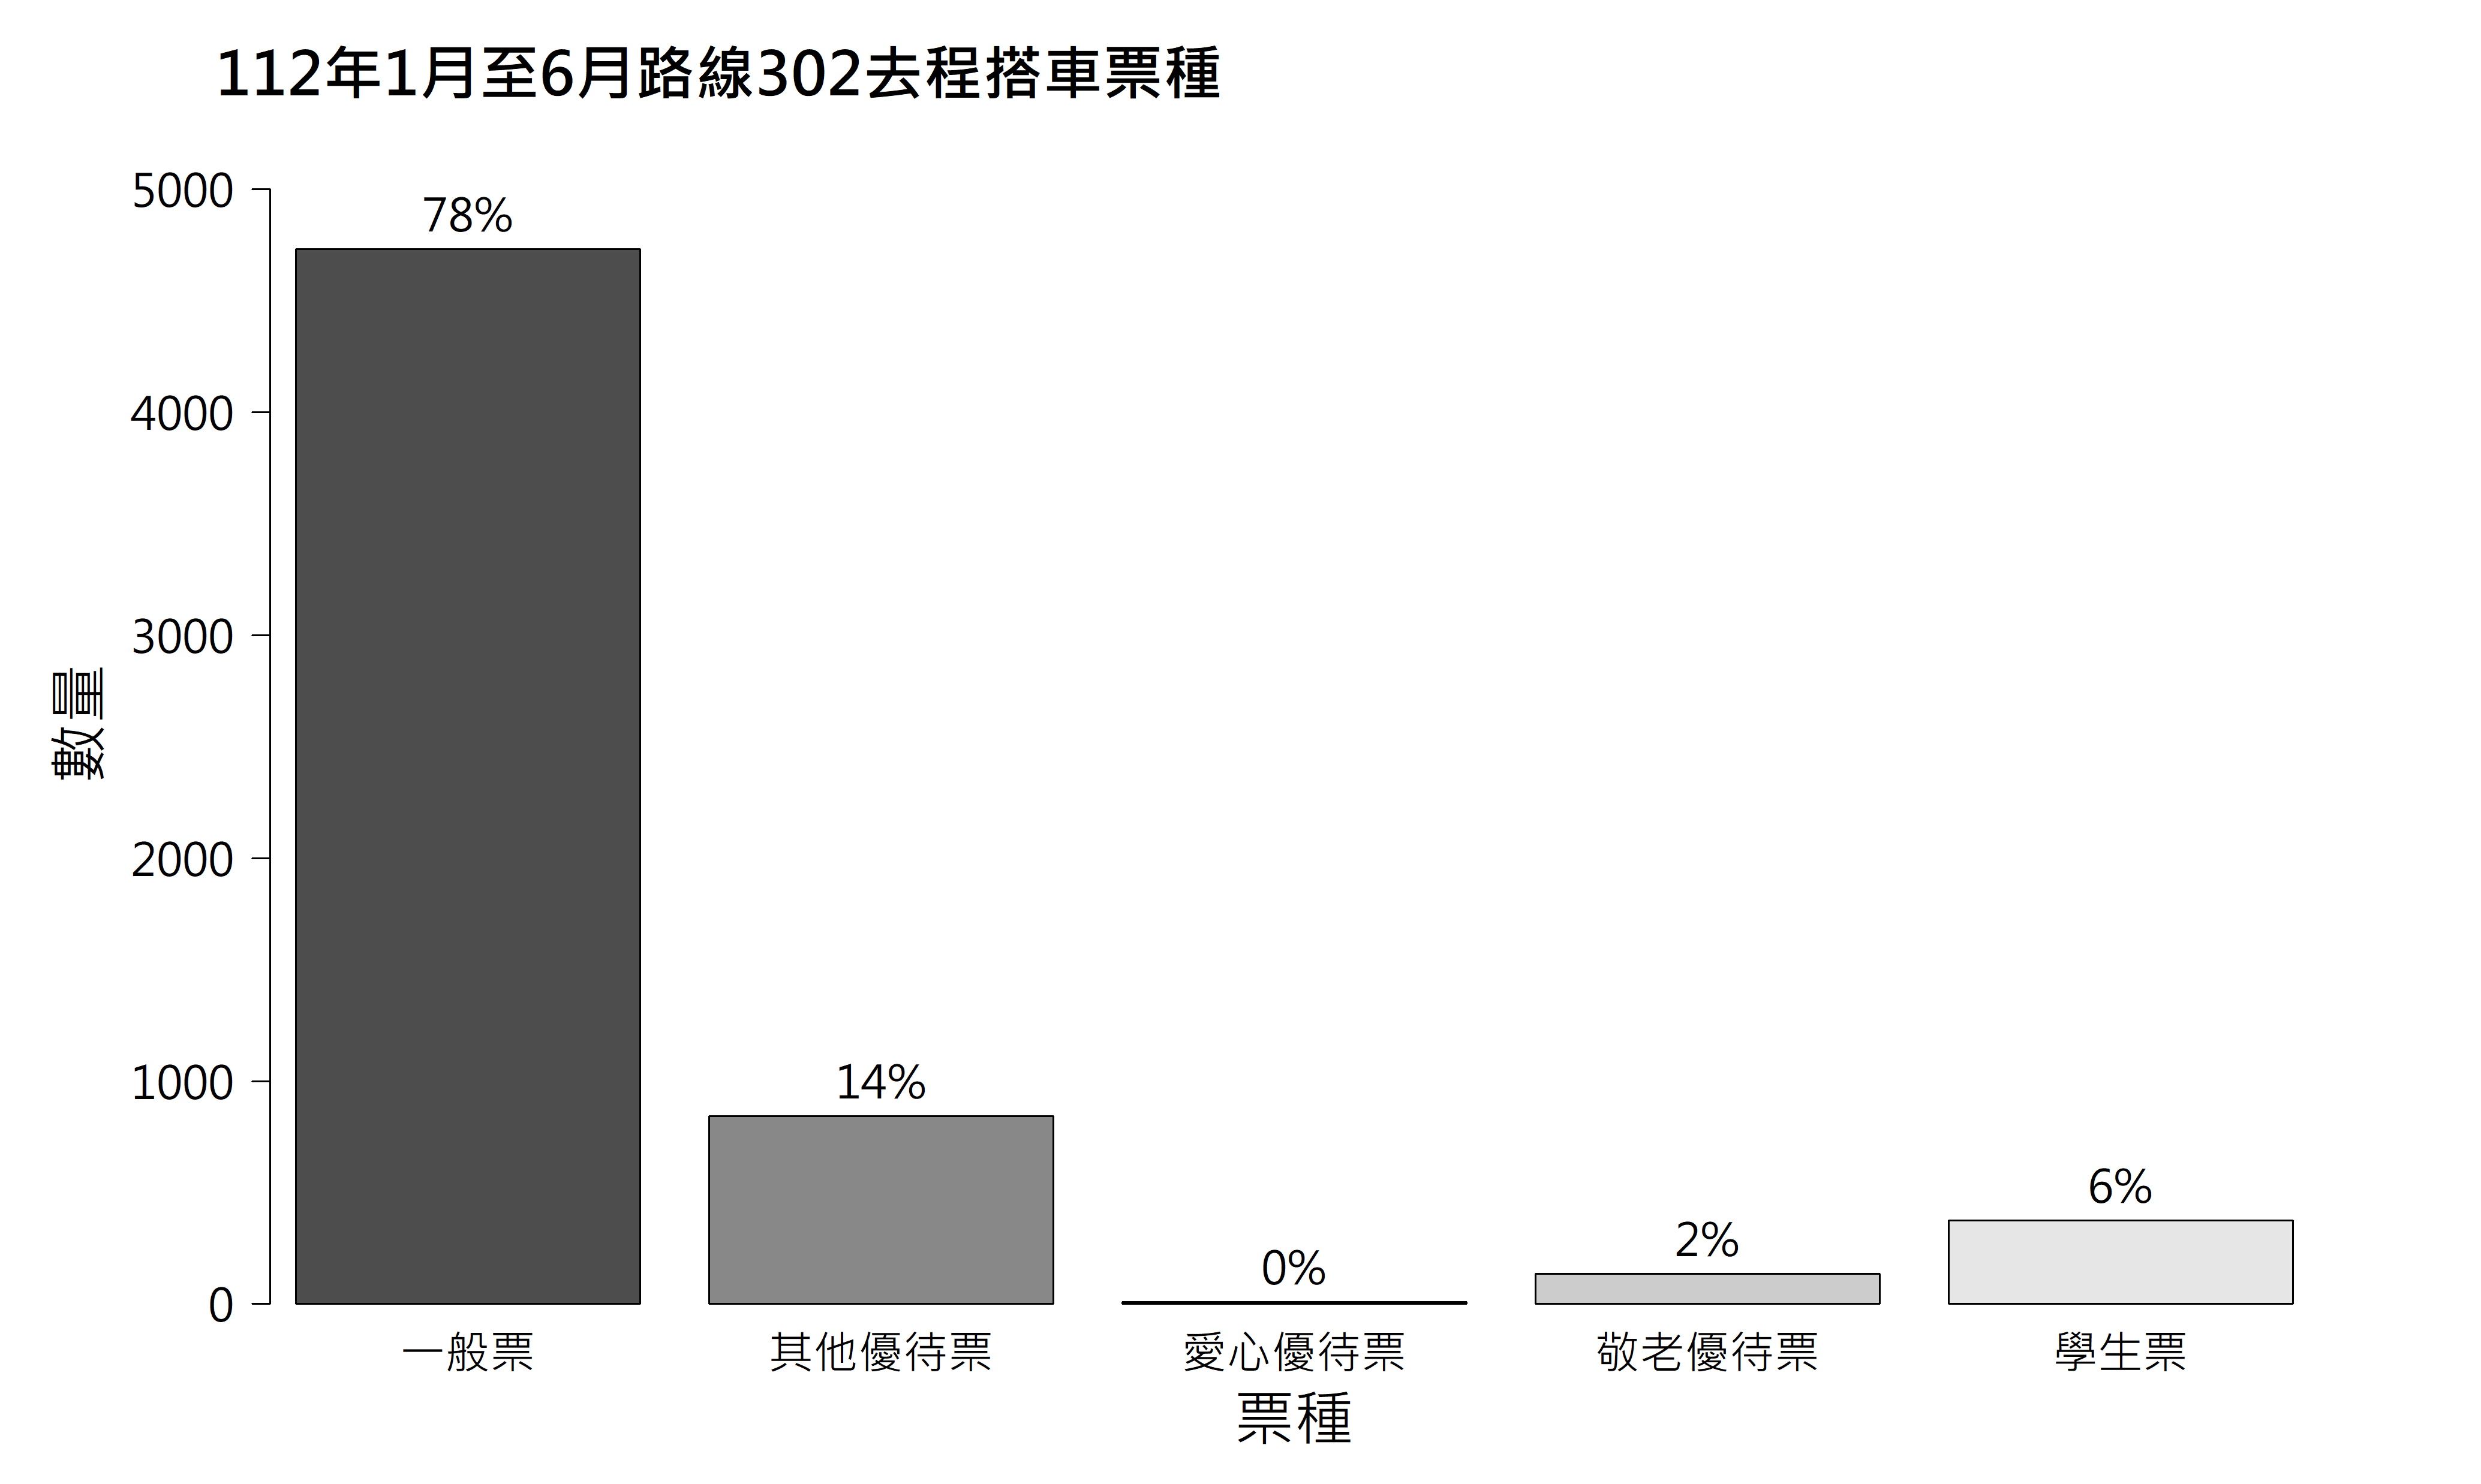 112年1月至6月路線302去程搭車票種
數量
5000
4000
3000
2000
1000
0
78%
14%
0%
2%
6%
一般票
其他優待票
愛心優待票
敬老優待票
學生票
票種